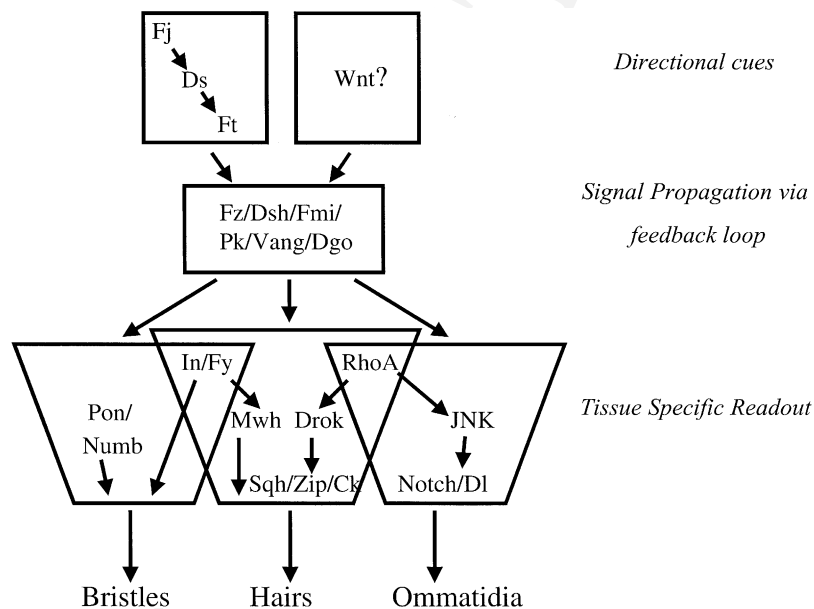 Fj
Ds
Ft
Wnt?
Directional cues
Fz/Dsh/Fmi/
Pk/Vang/Dgo
Signal Propagation via
feedback loop
In/Fy
RhoA
Pon/
Numb
Mwh
Drok
JNK
Tissue Specific Readout
Sqh/Zip/Ck
Notch/Dl
Bristles
Hairs
Ommatidia